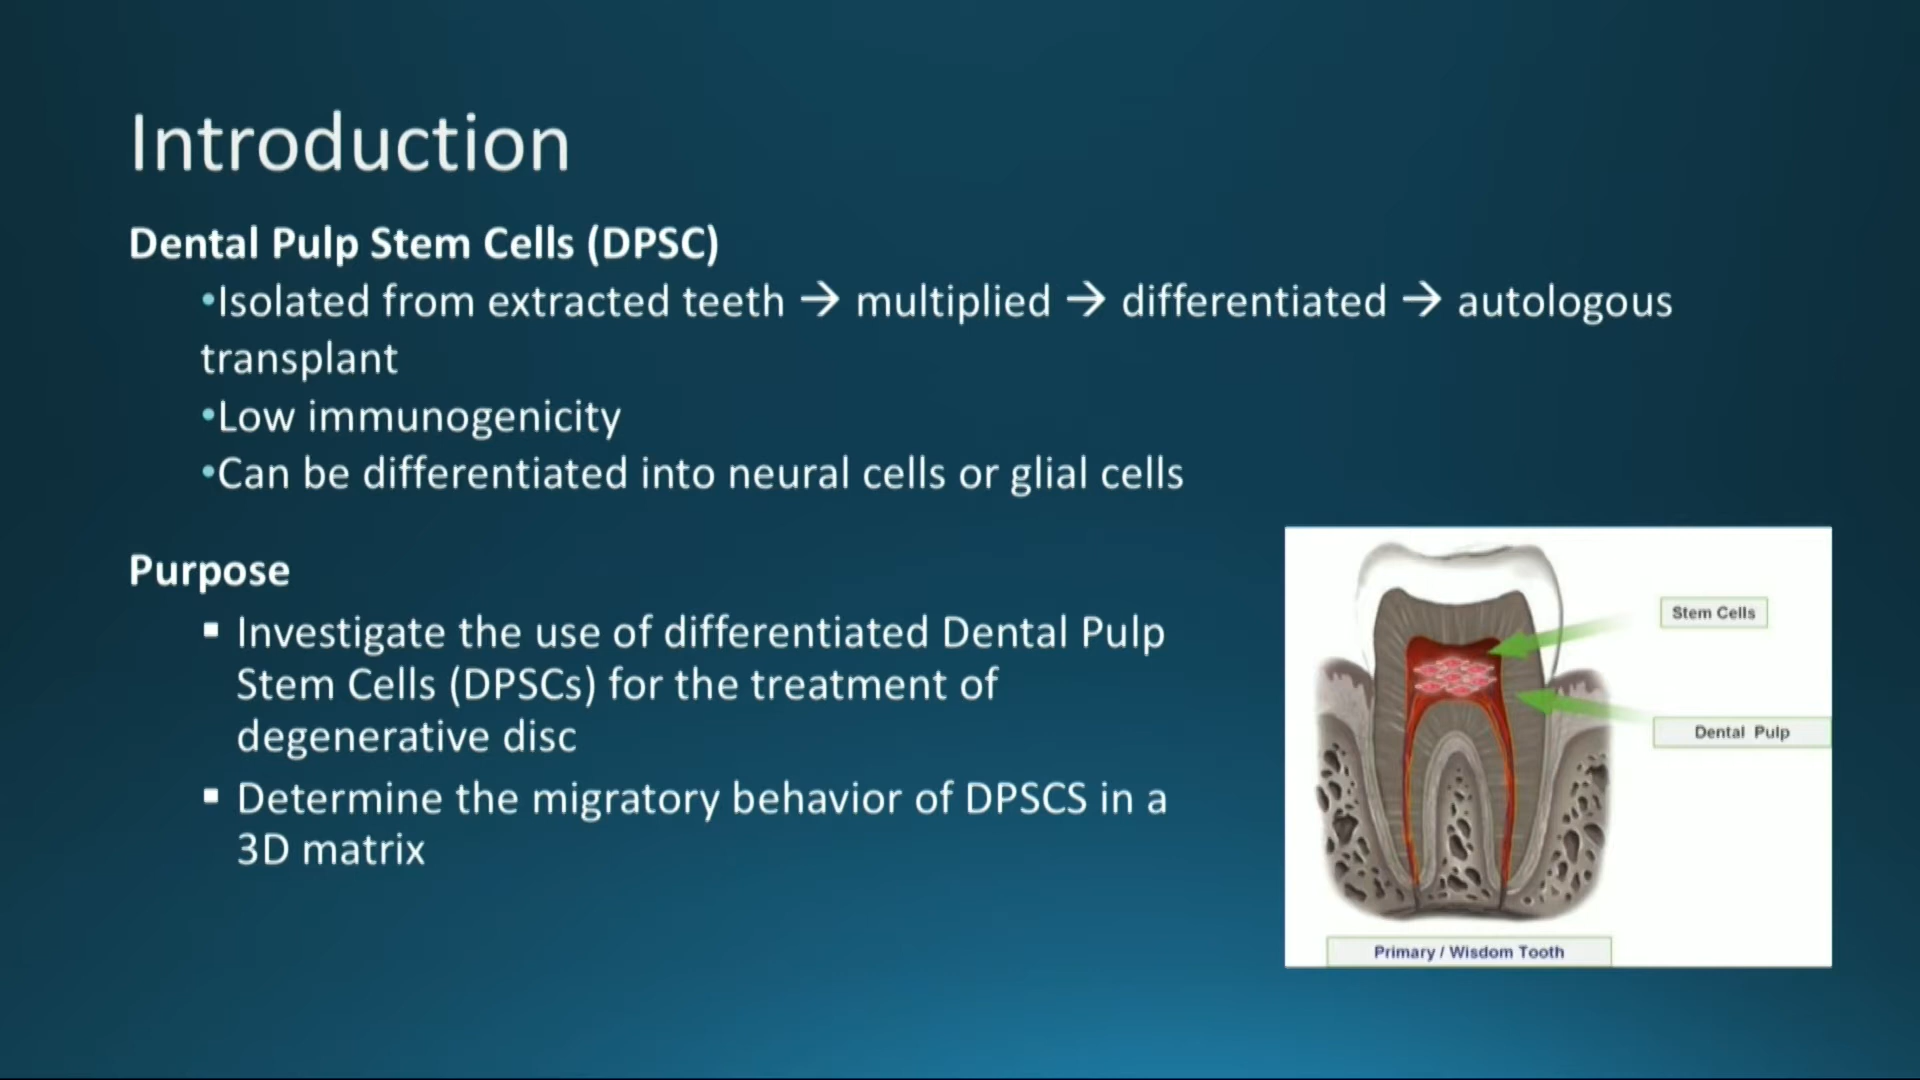 Introduction
Dental Pulp Stem Cells (DPSC)
•Isolated from extracted teeth → multiplied → differentiated → autologous
transplant
•Low immunogenicity
•Can be differentiated into neural cells or glial cells
Purpose
▪ Investigate the use of differentiated Dental Pulp
Stem Cells (DPSCs) for the treatment of
degenerative disc
▪ Determine the migratory behavior of DPSCS in a
3D matrix
Stem Cells
Dental Pulp
Primary / Wisdom Tooth